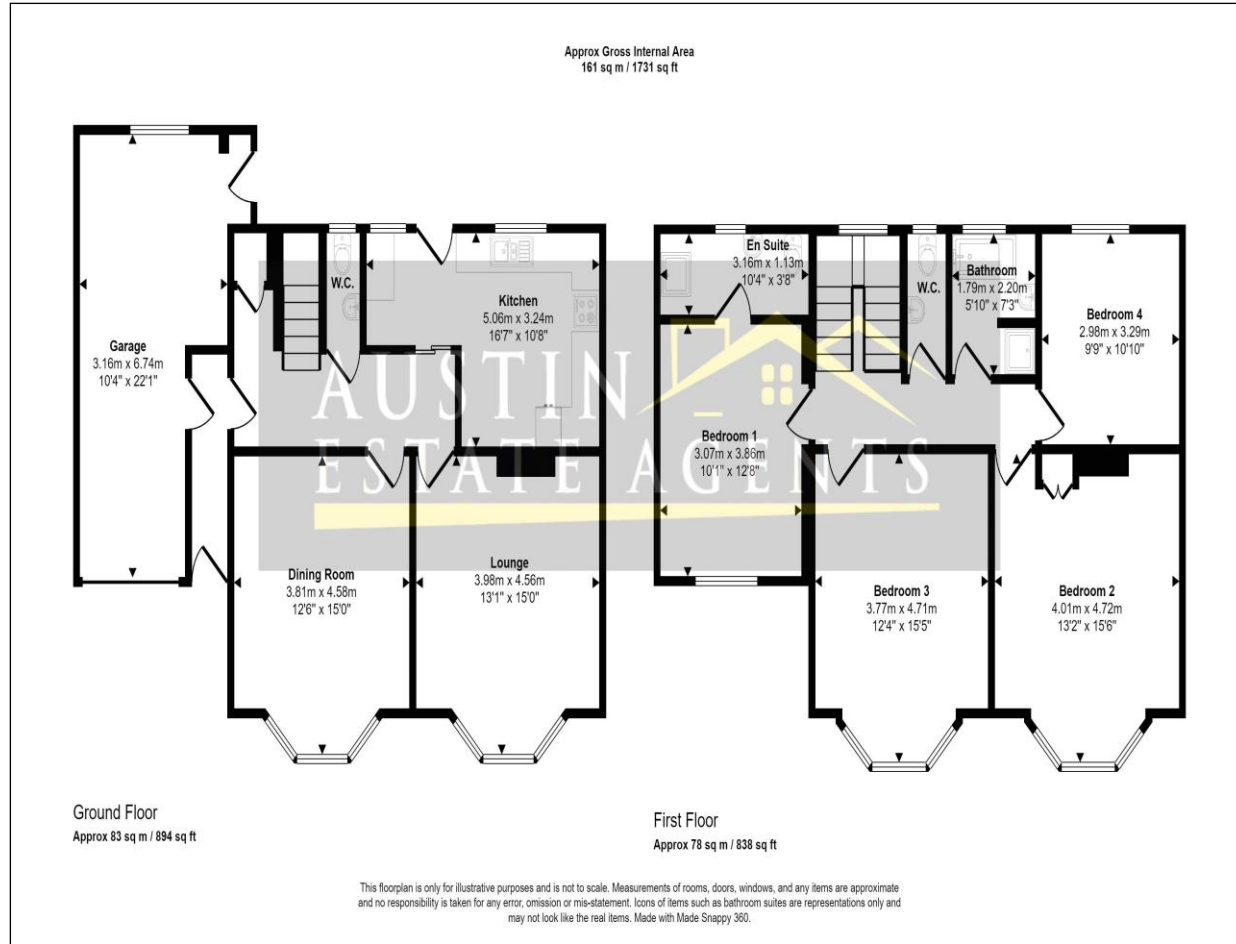 Approx Gross Internal Area
161 sq m / 1731 sq ft
Garage
3.16m x 6.74m
10'4" x 22'1"
W.C.
Kitchen
5.06m x 3.24m
16'7" x 10'8"
Dining Room
3.81m x 4.58m
12'6" x 15'0"
Lounge
3.98m x 4.56m
13'1" x 15'0"
En Suite
3.16m x 1.13m
10'4" x 3'8"
W.C.
Bathroom
1.79m x 2.20m
5'10" x 7'3"
Bedroom 4
2.98m x 3.29m
9'9" x 10'10"
Bedroom 1
3.07m x 3.86m
10'1" x 12'8"
Bedroom 3
3.77m x 4.71m
12'4" x 15'5"
Bedroom 2
4.01m x 4.72m
13'2" x 15'6"
AUSTIN
ESTATE AGENTS
Ground Floor
Approx 83 sq m / 894 sq ft
First Floor
Approx 78 sq m / 838 sq ft
This floorplan is only for illustrative purposes and is not to scale. Measurements of rooms, doors, windows, and any items are approximate
and no responsibility is taken for any error, omission or mis-statement. Icons of items such as bathroom suites are representations only and
may not look like the real items. Made with Made Snappy 360.